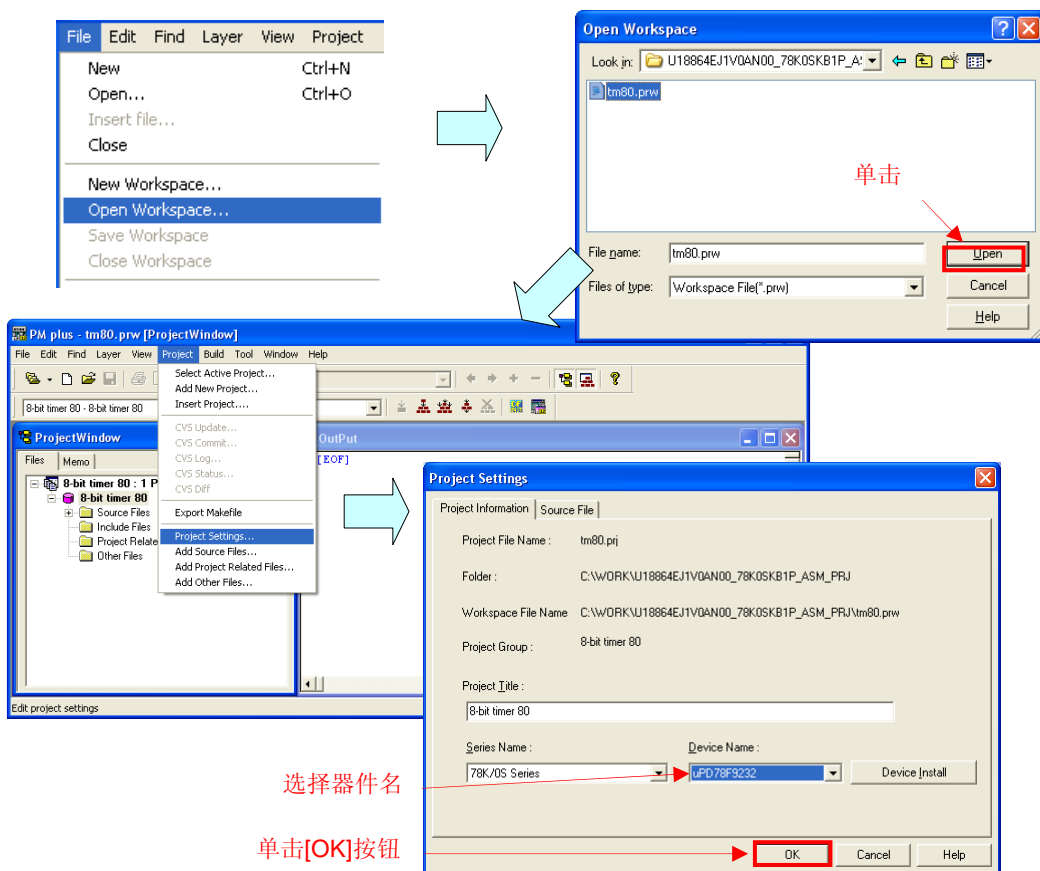 File Edit Find Layer View Project
New Ctrl+N
Open... Ctrl+O
Insert file...
Close
New Workspace...
Open Workspace...
Save Workspace
Close Workspace
Open Workspace
Look in: U18864EJ1V0AN00_78K0SKB1P_A
tm80.prw
单击
File name: tm80.prw Open
Files of type: Workspace File(*.prw) Cancel
Help
PM plus - tm80.prw [ProjectWindow]
File Edit Find Layer View Project Build Tool Window Help
Select Active Project...
Add New Project...
Insert Project....
CVS Update...
CVS Commit...
CVS Log...
CVS Status...
CVS Diff
Export Makefile
Project Settings...
Add Source Files...
Add Project Related Files...
Add Other Files...
8-bit timer 80 - 8-bit timer 80
ProjectWindow
Files Memo
8-bit timer 80 : 1 P
8-bit timer 80
Source Files
Include Files
Project Relate
Other Files
OutPut
[EOF]
Edit project settings
Project Settings
Project Information Source File
Project File Name : tm80.prj
Folder : C:\WORK\U18864EJ1V0AN00_78K0SKB1P_ASM_PRJ
Workspace File Name C:\WORK\U18864EJ1V0AN00_78K0SKB1P_ASM_PRJ\tm80.prw
Project Group : 8-bit timer 80
Project Title :
8-bit timer 80
Series Name : Device Name :
78K/0S Series uPD78F9232 Device Install
选择器件名
单击[OK]按钮
OK Cancel Help